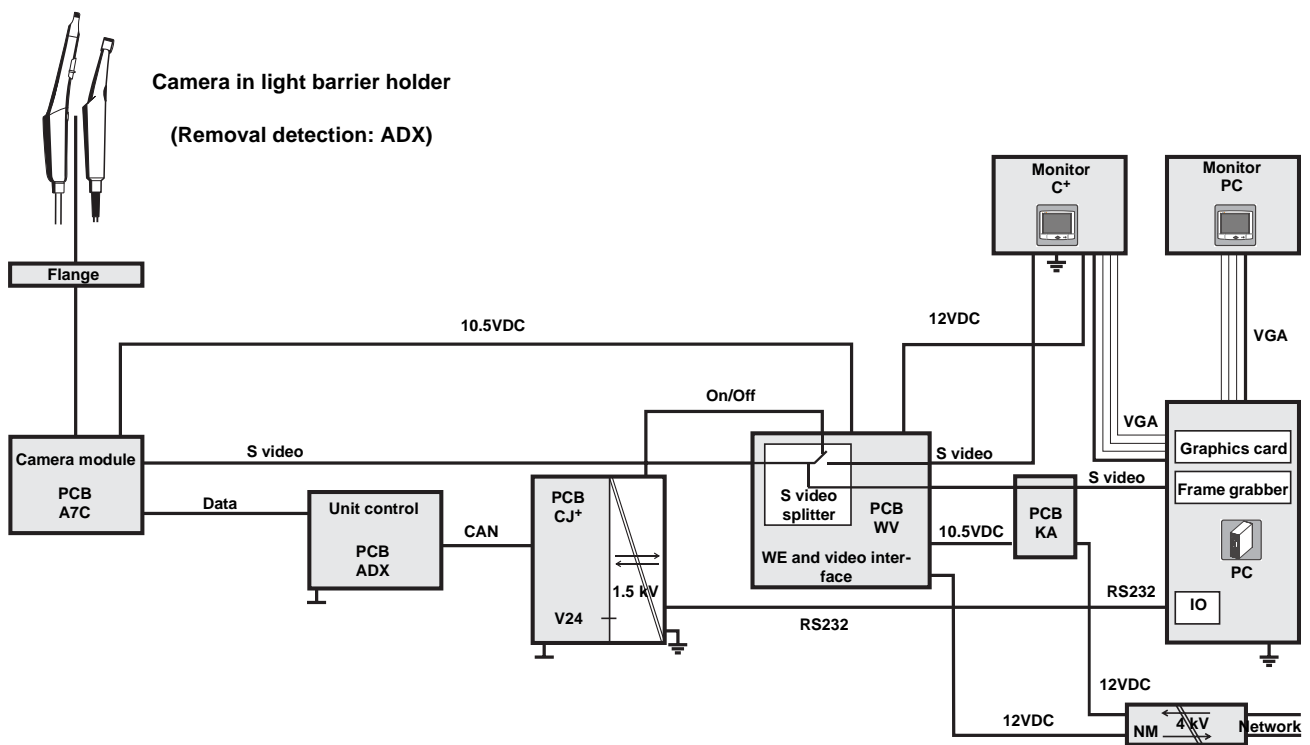 Camera in light barrier holder
(Removal detection: ADX)
Monitor
C+
Monitor
PC
Flange
10.5VDC
12VDC
VGA
On/Off
VGA
Camera module
PCB
A7C
S video
S video
splitter
PCB
WV
WE and video inter-
face
S video
Graphics card
Frame grabber
S video
PC
IO
Data
Unit control
PCB
ADX
CAN
PCB
CJ+
1.5 kV
V24
10.5VDC
PCB
KA
RS232
RS232
12VDC
12VDC
NM
4 kV
Network